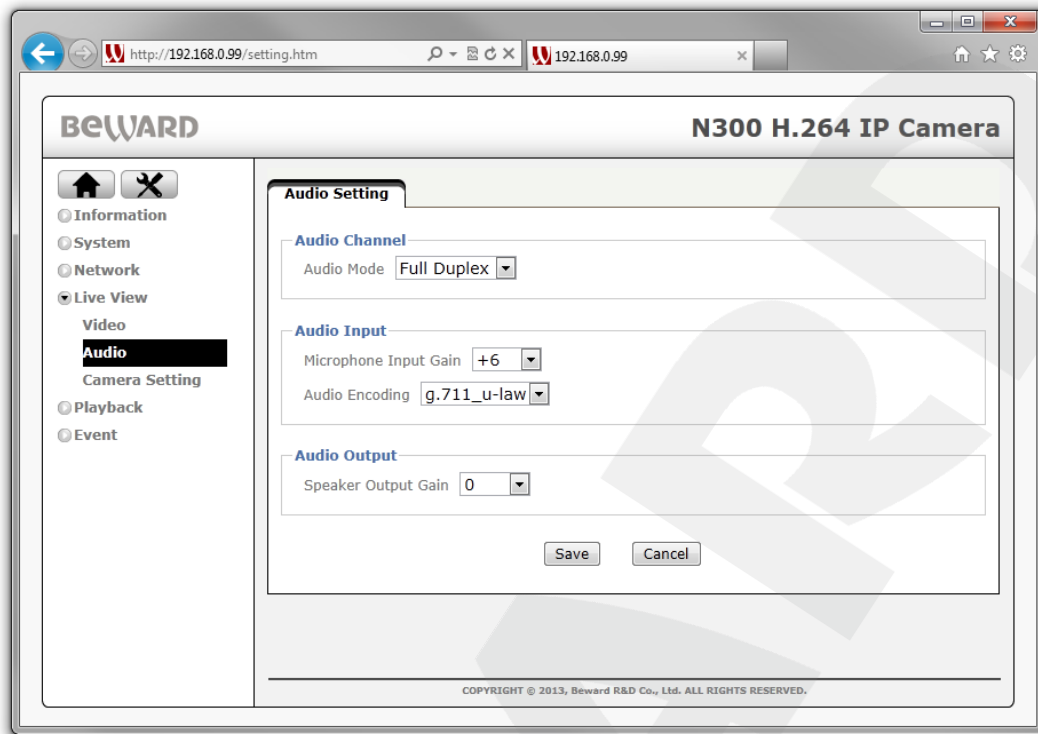 http://192.168.0.99/setting.htm
192.168.0.99
BEWARD
N300 H.264 IP Camera
Information
System
Network
Live View
Video
Audio
Camera Setting
Playback
Event
Audio Setting
Audio Channel
Audio Mode Full Duplex
Audio Input
Microphone Input Gain +6
Audio Encoding g.711_u-law
Audio Output
Speaker Output Gain 0
Save Cancel
COPYRIGHT © 2013, Beward R&D Co., Ltd. ALL RIGHTS RESERVED.